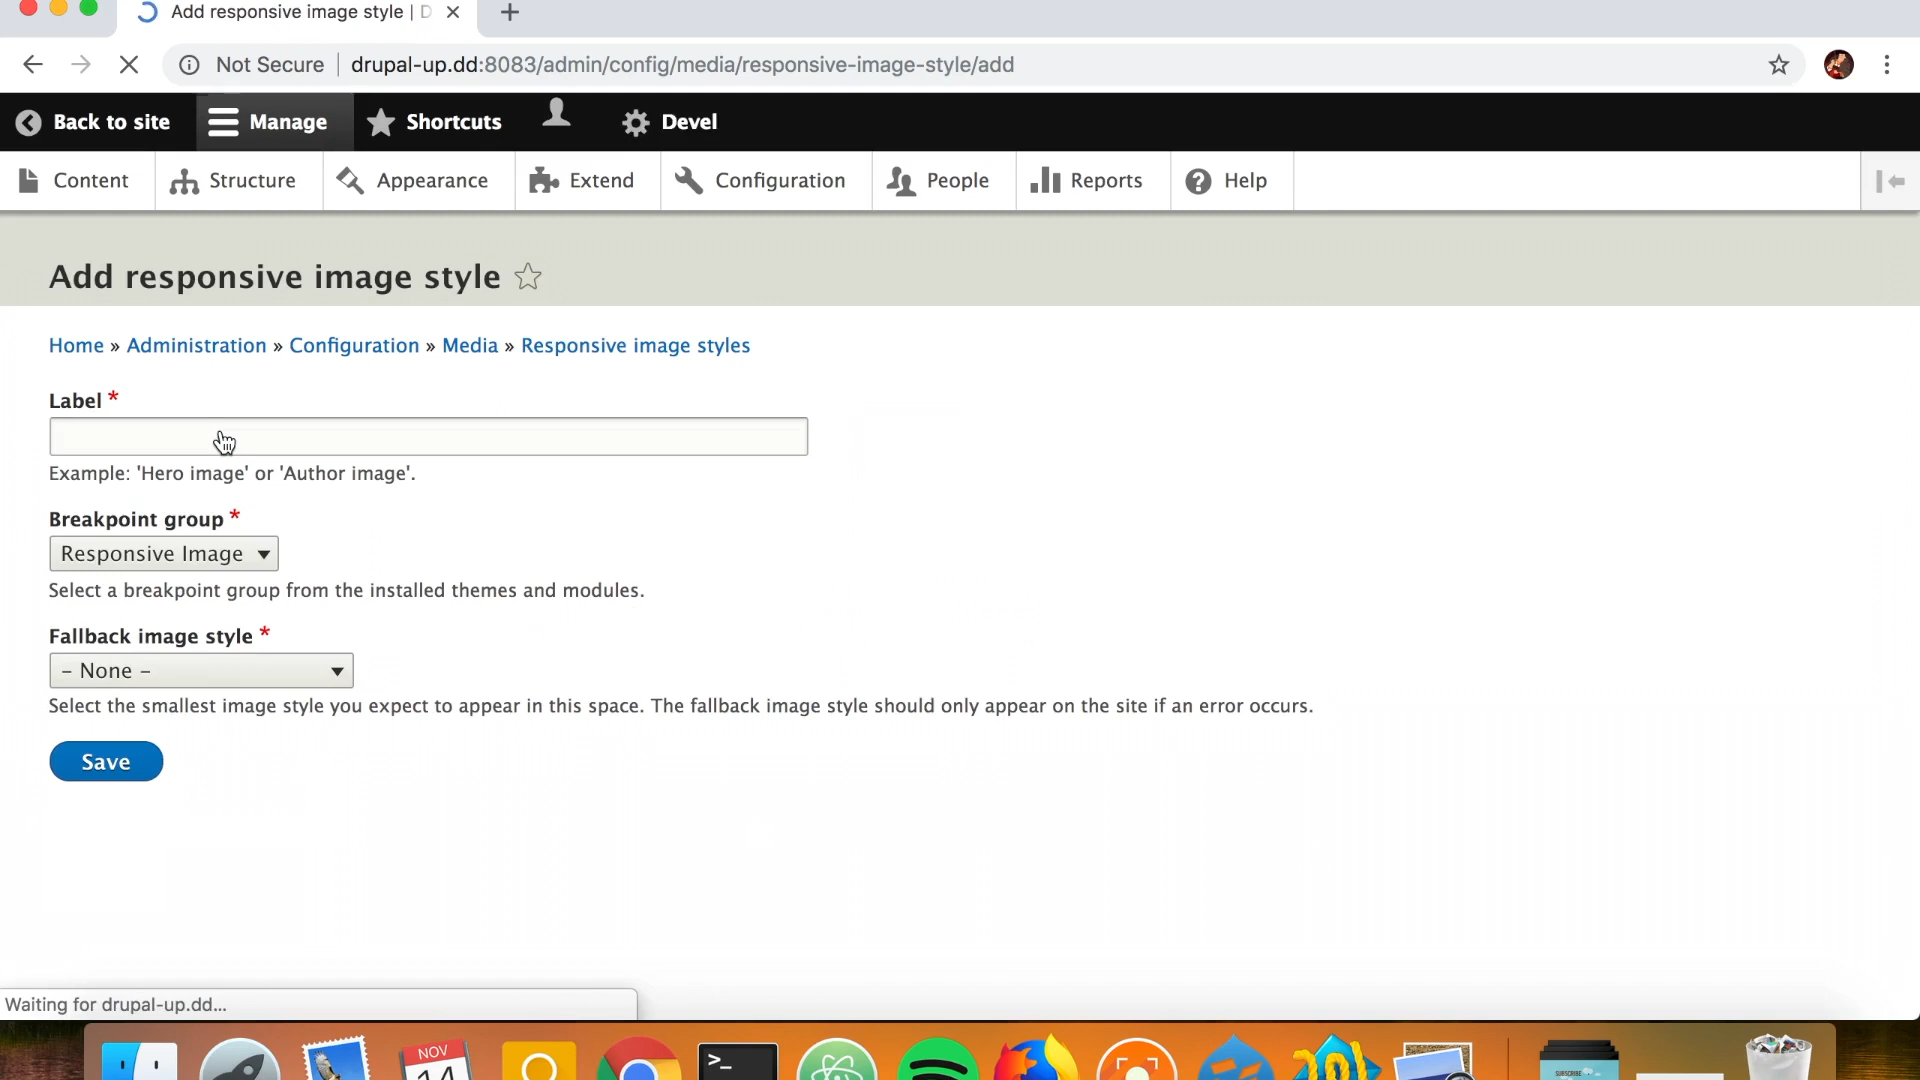 Add responsive image style | D
Not Secure drupal-up.dd:8083/admin/config/media/responsive-image-style/add
Back to site Manage Shortcuts Devel
Content Structure Appearance Extend Configuration People Reports Help
Add responsive image style
Home » Administration » Configuration » Media » Responsive image styles
Label *
Example: 'Hero image' or 'Author image'.
Breakpoint group *
Responsive Image
Select a breakpoint group from the installed themes and modules.
Fallback image style *
- None -
Select the smallest image style you expect to appear in this space. The fallback image style should only appear on the site if an error occurs.
Save
Waiting for drupal-up.dd...
NOV
14
>_
101
SUBSCRIBE